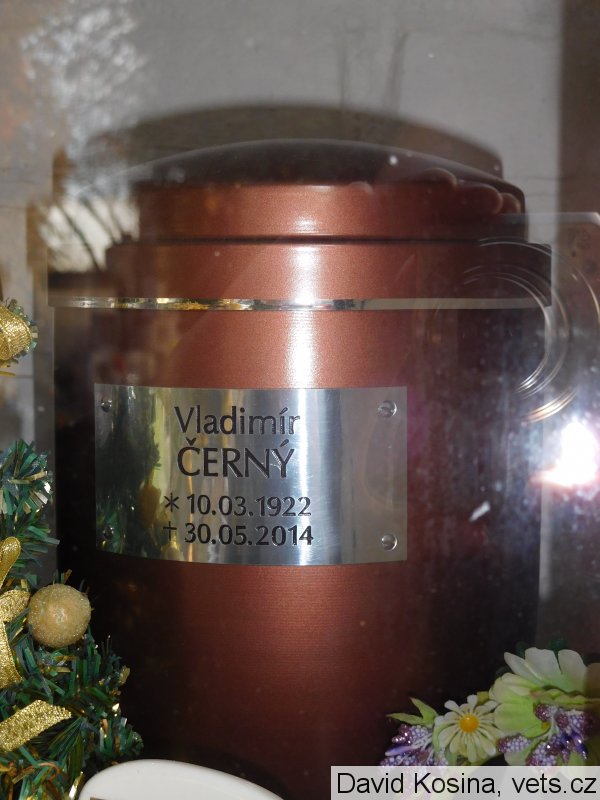 Vladimír
ČERNÝ
* 10.03.1922
† 30.05.2014
David Kosina, vets.cz